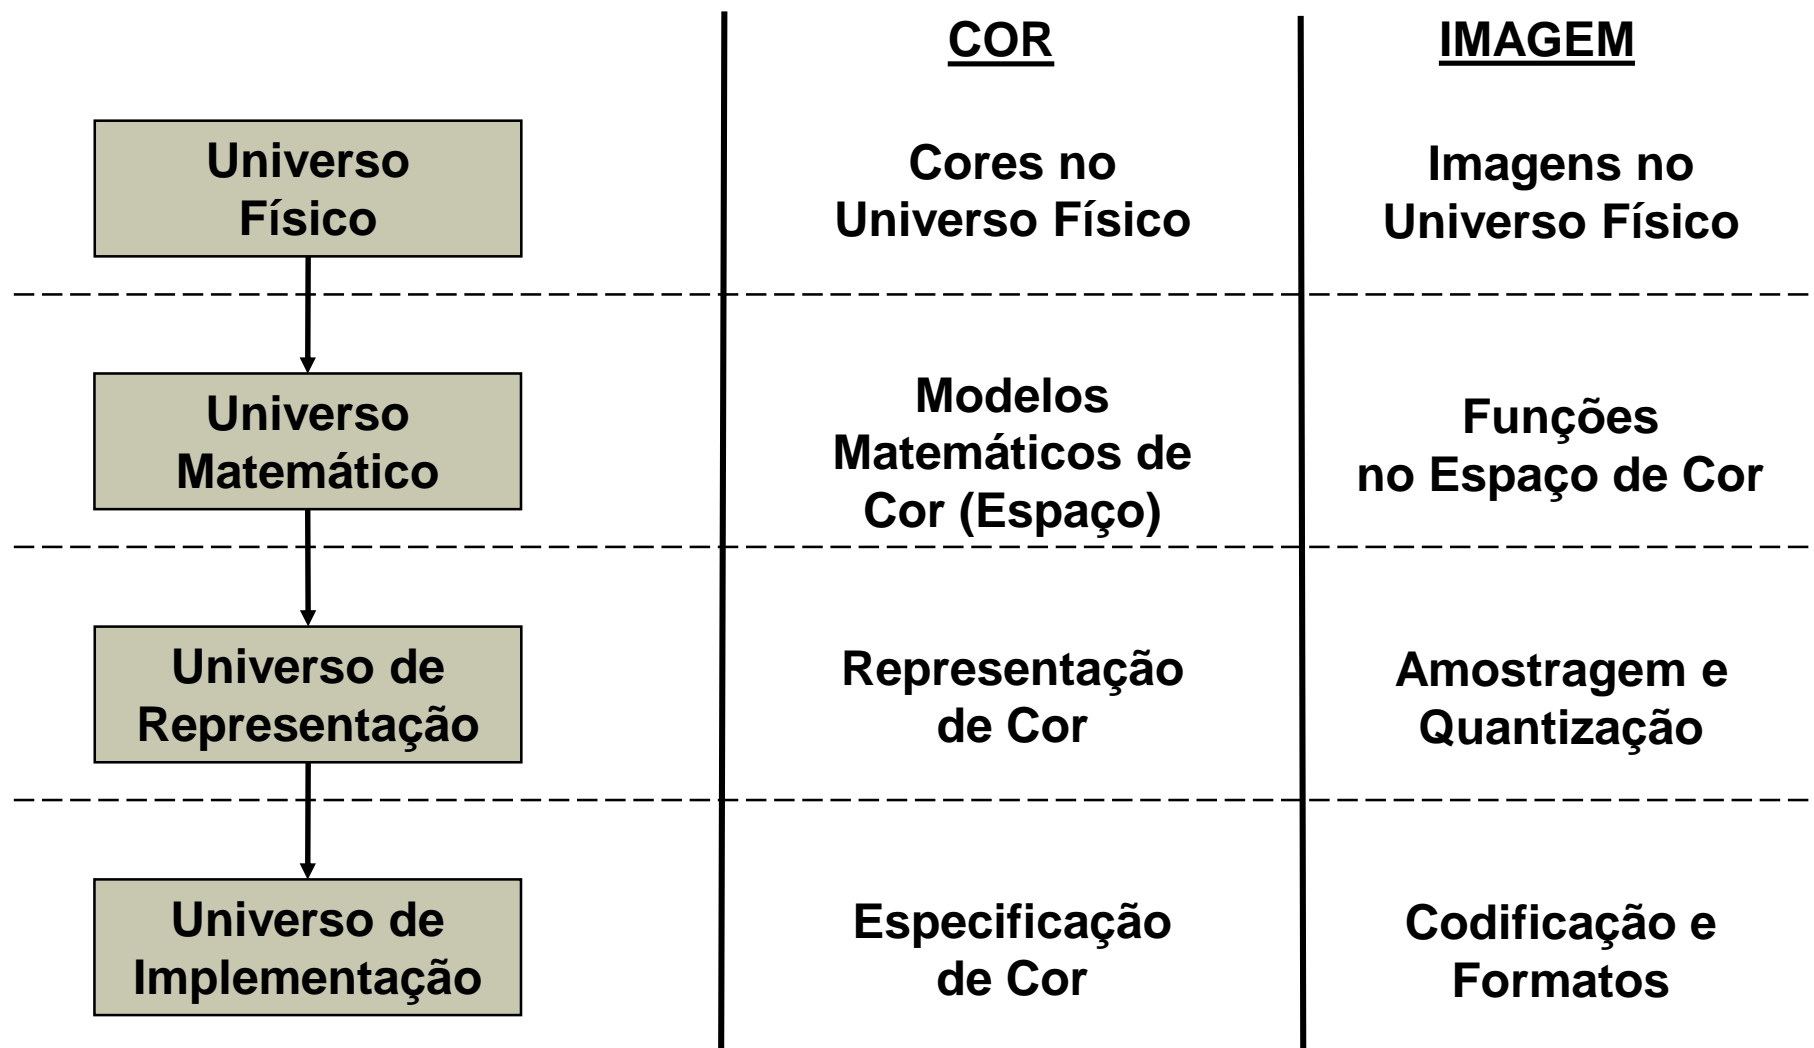 COR
IMAGEM
Universo
Físico
Cores no
Universo Físico
Imagens no
Universo Físico
Universo
Matemático
Modelos
Matemáticos de
Cor (Espaço)
Funções
no Espaço de Cor
Universo de
Representação
Representação
de Cor
Amostragem e
Quantização
Universo de
Implementação
Especificação
de Cor
Codificação e
Formatos